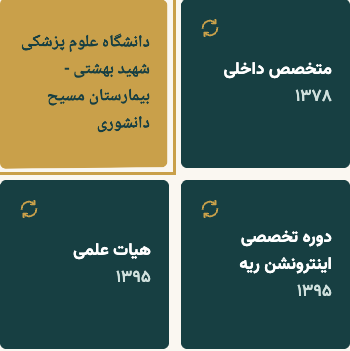 متخصص داخلی
۱۳۷۸
دانشگاه علوم پزشکی
شهید بهشتی -
بیمارستان مسیح
دانشوری
دوره تخصصی
اینترونشن ریه
۱۳۹۵
هیات علمی
۱۳۹۵